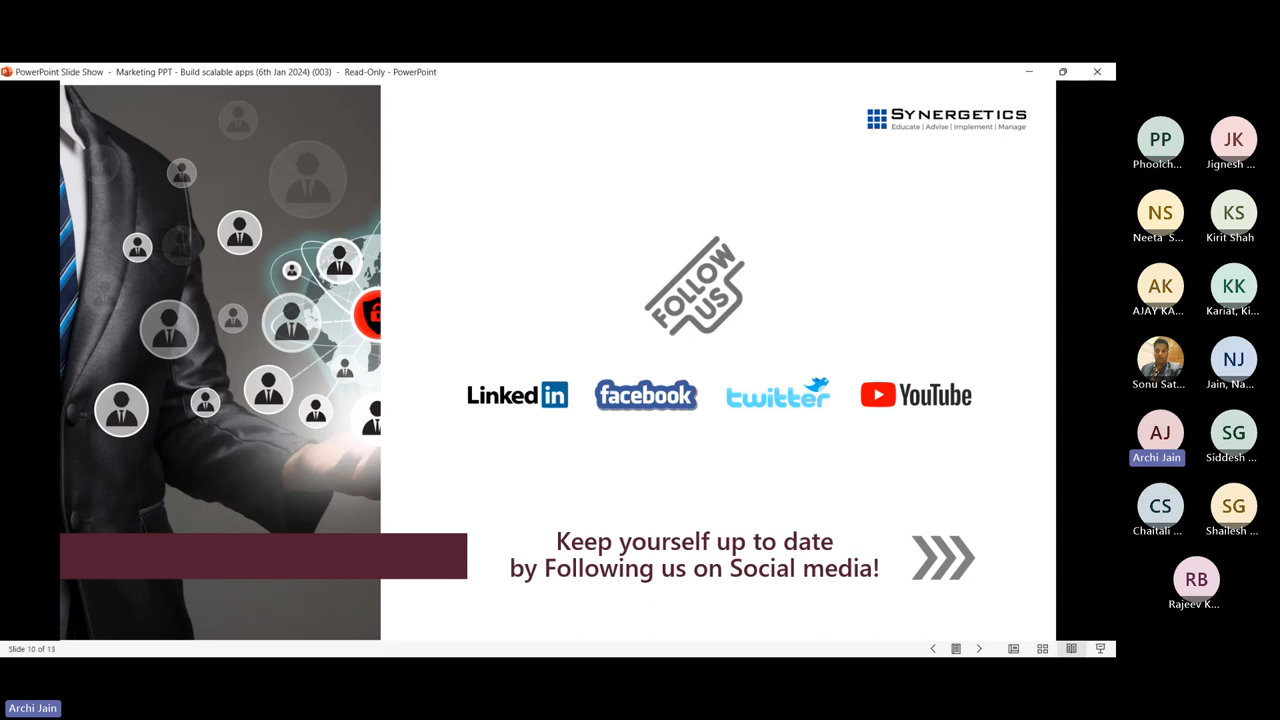 PowerPoint Slide Show - Marketing PPT - Build scalable apps (6th Jan 2024) (003) - Read-Only - PowerPoint
SYNERGETICS
Educate | Advise | Implement | Manage
FOLLOW
US
Linked in
facebook
twitter
YouTube
Keep yourself up to date
by Following us on Social media!
Slide 10 of 13
PP
Phoolch...
JK
Jignesh ...
NS
Neeta S...
KS
Kirit Shah
AK
AJAY KA...
KK
Kariat, Ki...
Sonu Sat...
NJ
Jain, Na...
AJ
Archi Jain
SG
Siddesh ...
CS
Chaitali ...
SG
Shailesh ...
RB
Rajeev K...
Archi Jain